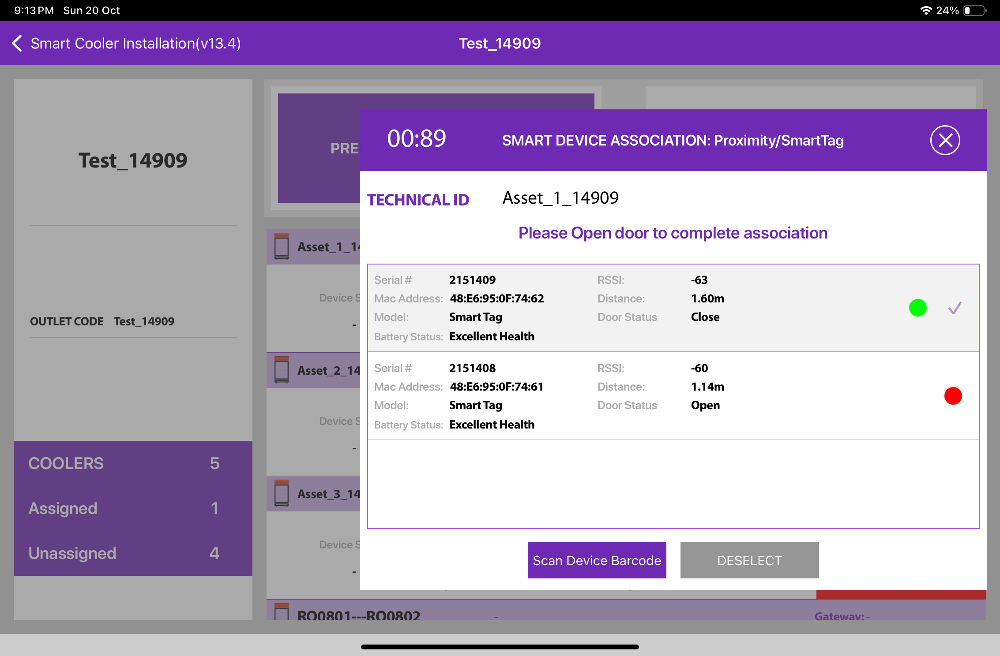 9:13 PM Sun 20 Oct
24%
Smart Cooler Installation(v13.4)
Test_14909
Test_14909
OUTLET CODE Test_14909
COOLERS 5
Assigned 1
Unassigned 4
PRES
Asset_1_14
Device S
-
Asset_2_14
Device S
-
Asset_3_14
Device S
-
RO0801---RO0802 - Gateway: -
00:89 SMART DEVICE ASSOCIATION: Proximity/SmartTag
TECHNICAL ID Asset_1_14909
Please Open door to complete association
Serial # 2151409 RSSI: -63
Mac Address: 48:E6:95:0F:74:62 Distance: 1.60m
Model: Smart Tag Door Status Close
Battery Status: Excellent Health
Serial # 2151408 RSSI: -60
Mac Address: 48:E6:95:0F:74:61 Distance: 1.14m
Model: Smart Tag Door Status Open
Battery Status: Excellent Health
Scan Device Barcode DESELECT